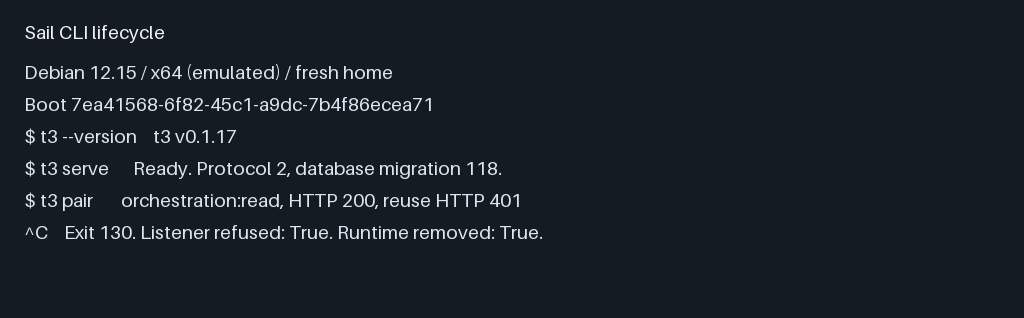 Sail CLI lifecycle
Debian 12.15 / x64 (emulated) / fresh home
Boot 7ea41568-6f82-45c1-a9dc-7b4f86ecea71
$ t3 --version    t3 v0.1.17
$ t3 serve    Ready. Protocol 2, database migration 118.
$ t3 pair    orchestration:read, HTTP 200, reuse HTTP 401
^C    Exit 130. Listener refused: True. Runtime removed: True.